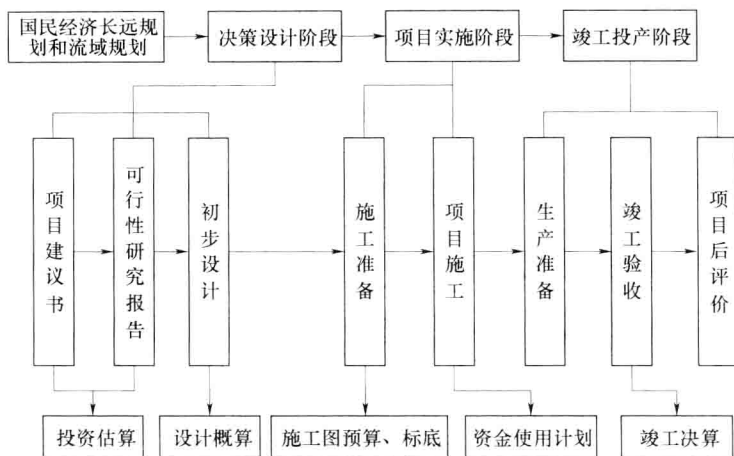 国民经济长远规
划和流域规划
决策设计阶段
项目实施阶段
竣工投产阶段
项目建议书
可行性研究报告
初步设计
施工准备
项目施工
生产准备
竣工验收
项目后评价
投资估算
设计概算
施工图预算、标底
资金使用计划
竣工决算